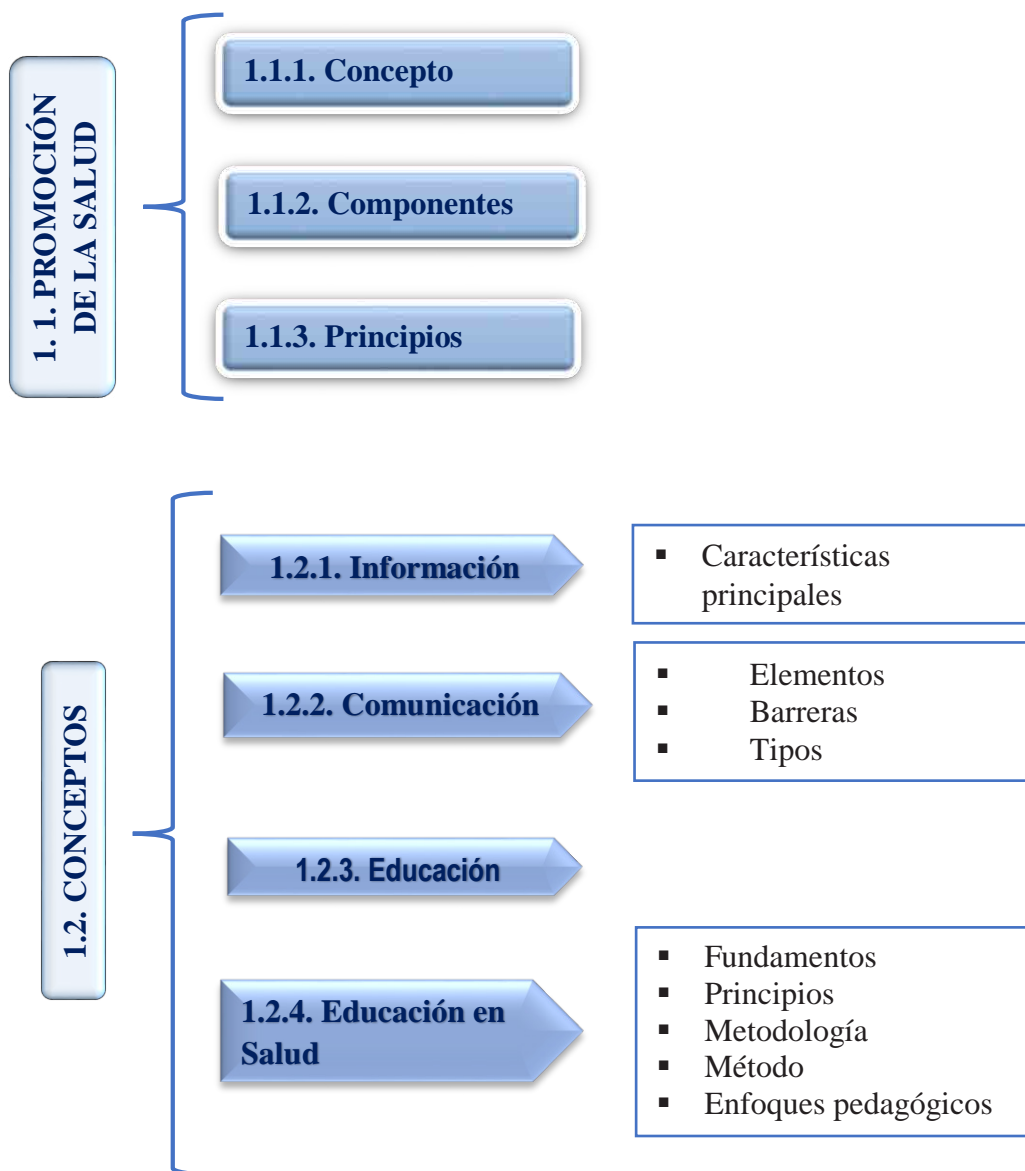 1. 1. PROMOCIÓN
DE LA SALUD
1.1.1. Concepto
1.1.2. Componentes
1.1.3. Principios
1.2. CONCEPTOS
1.2.1. Información
▪ Características
principales
1.2.2. Comunicación
▪ Elementos
▪ Barreras
▪ Tipos
1.2.3. Educación
1.2.4. Educación en
Salud
▪ Fundamentos
▪ Principios
▪ Metodología
▪ Método
▪ Enfoques pedagógicos